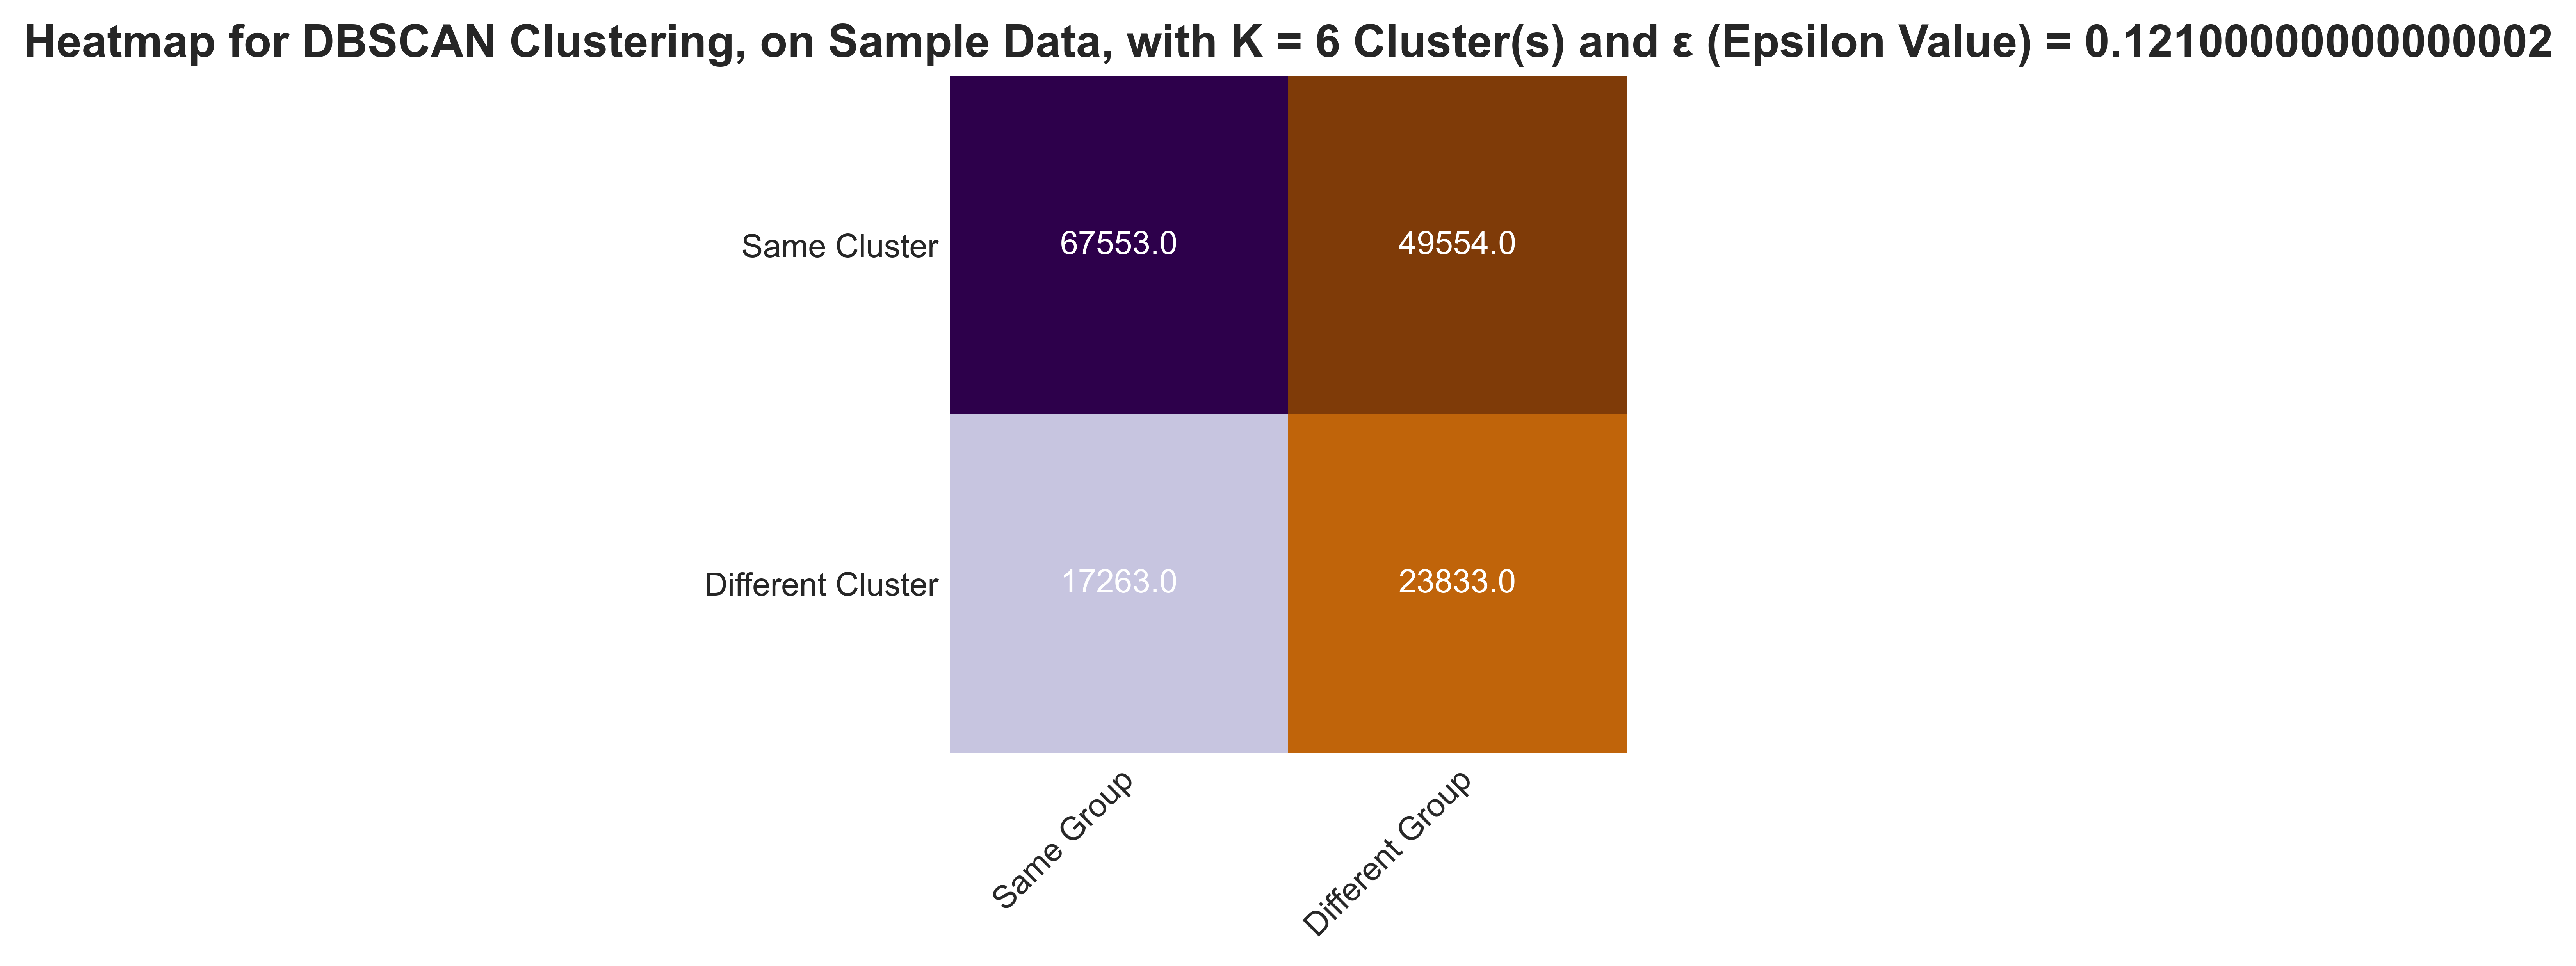 Heatmap for DBSCAN Clustering, on Sample Data, with K = 6 Cluster(s) and ε (Epsilon Value) = 0.12100000000000002
Same Cluster
67553.0
49554.0
Different Cluster
17263.0
23833.0
Same Group
Different Group